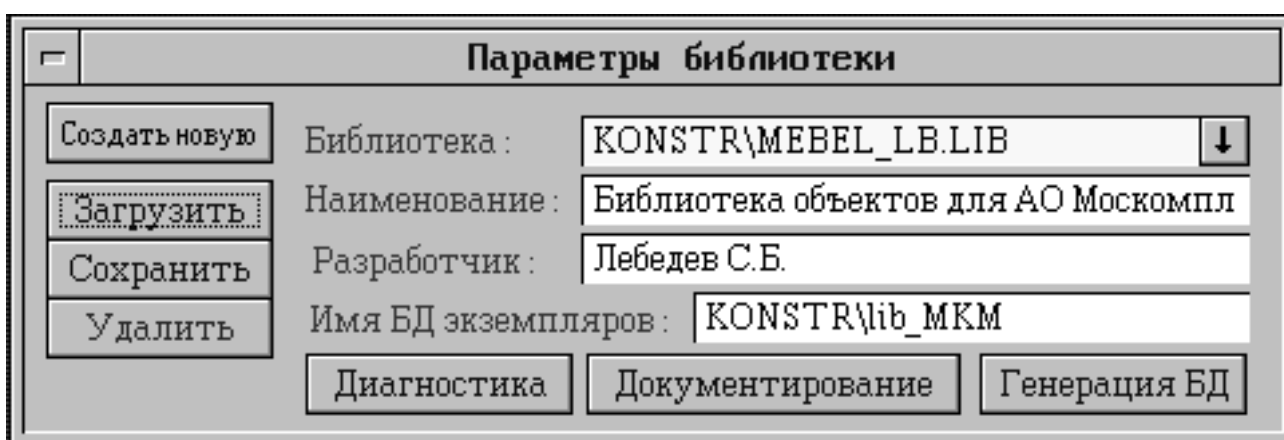 Параметры библиотеки
Создать новую
Библиотека : KONSTR\MEBEL_LB.LIB
Загрузить
Наименование : Библиотека объектов для АО Москомпл
Сохранить
Разработчик : Лебедев С.Б.
Удалить
Имя БД экземпляров : KONSTR\lib_MKM
Диагностика Документирование Генерация БД